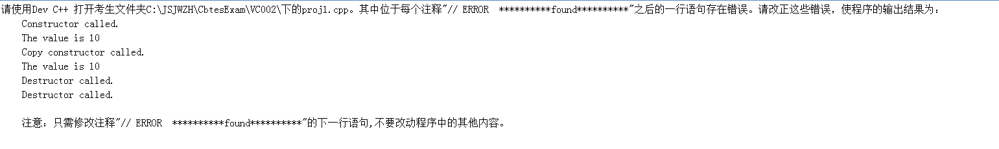 请使用Dev C++ 打开考生文件夹C:\JSJWZH\CbtesExam\VC002\下的proj1.cpp。其中位于每个注释"// ERROR  **********found**********"之后的一行语句存在错误。请改正这些错误，使程序的输出结果为：
Constructor called.
The value is 10
Copy constructor called.
The value is 10
Destructor called.
Destructor called.
注意：只需修改注释"// ERROR  **********found**********"的下一行语句,不要改动程序中的其他内容。